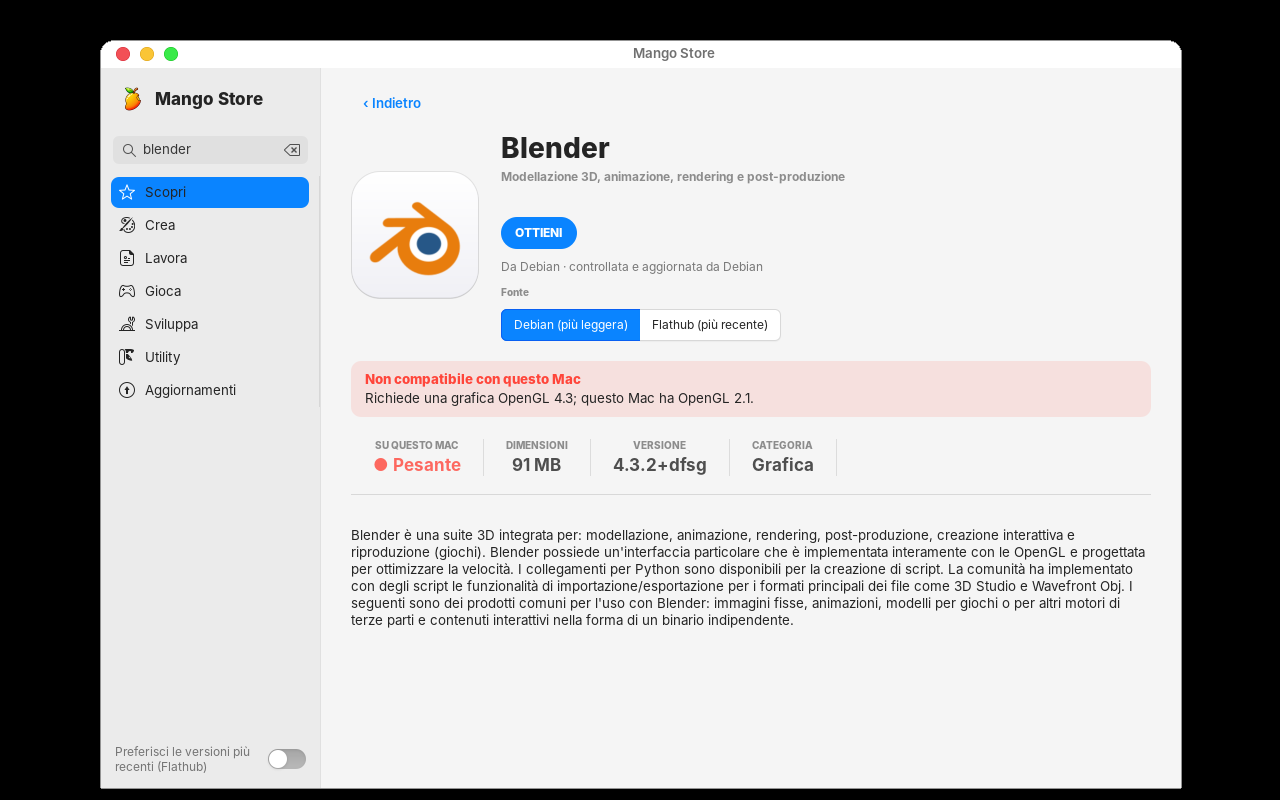 Mango Store
Mango Store
blender
Scopri
Crea
Lavora
Gioca
Sviluppa
Utility
Aggiornamenti
Preferisci le versioni più
recenti (Flathub)
‹ Indietro
Blender
Modellazione 3D, animazione, rendering e post-produzione
OTTIENI
Da Debian · controllata e aggiornata da Debian
Fonte
Debian (più leggera)
Flathub (più recente)
Non compatibile con questo Mac
Richiede una grafica OpenGL 4.3; questo Mac ha OpenGL 2.1.
SU QUESTO MAC
Pesante
DIMENSIONI
91 MB
VERSIONE
4.3.2+dfsg
CATEGORIA
Grafica
Blender è una suite 3D integrata per: modellazione, animazione, rendering, post-produzione, creazione interattiva e
riproduzione (giochi). Blender possiede un'interfaccia particolare che è implementata interamente con le OpenGL e progettata
per ottimizzare la velocità. I collegamenti per Python sono disponibili per la creazione di script. La comunità ha implementato
con degli script le funzionalità di importazione/esportazione per i formati principali dei file come 3D Studio e Wavefront Obj. I
seguenti sono dei prodotti comuni per l'uso con Blender: immagini fisse, animazioni, modelli per giochi o per altri motori di
terze parti e contenuti interattivi nella forma di un binario indipendente.